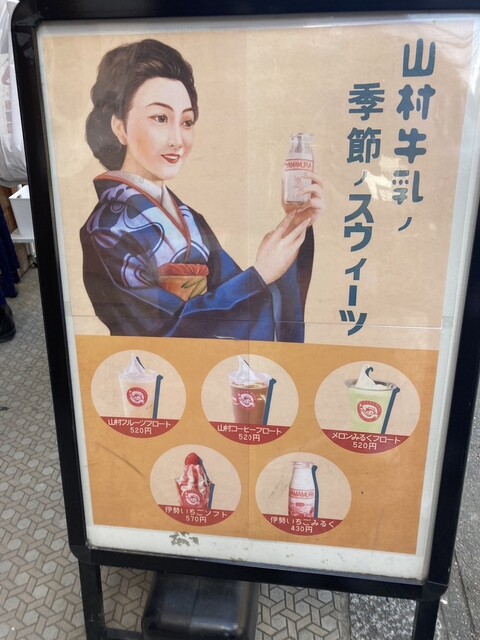 山村牛乳ノ
季節ノスウィーツ
YAMAMURA
山村フルーツフロート
520円
山村コーヒーフロート
520円
メロンみるくフロート
520円
伊勢いちごソフト
570円
YAMAMURA
伊勢いちごみるく
430円